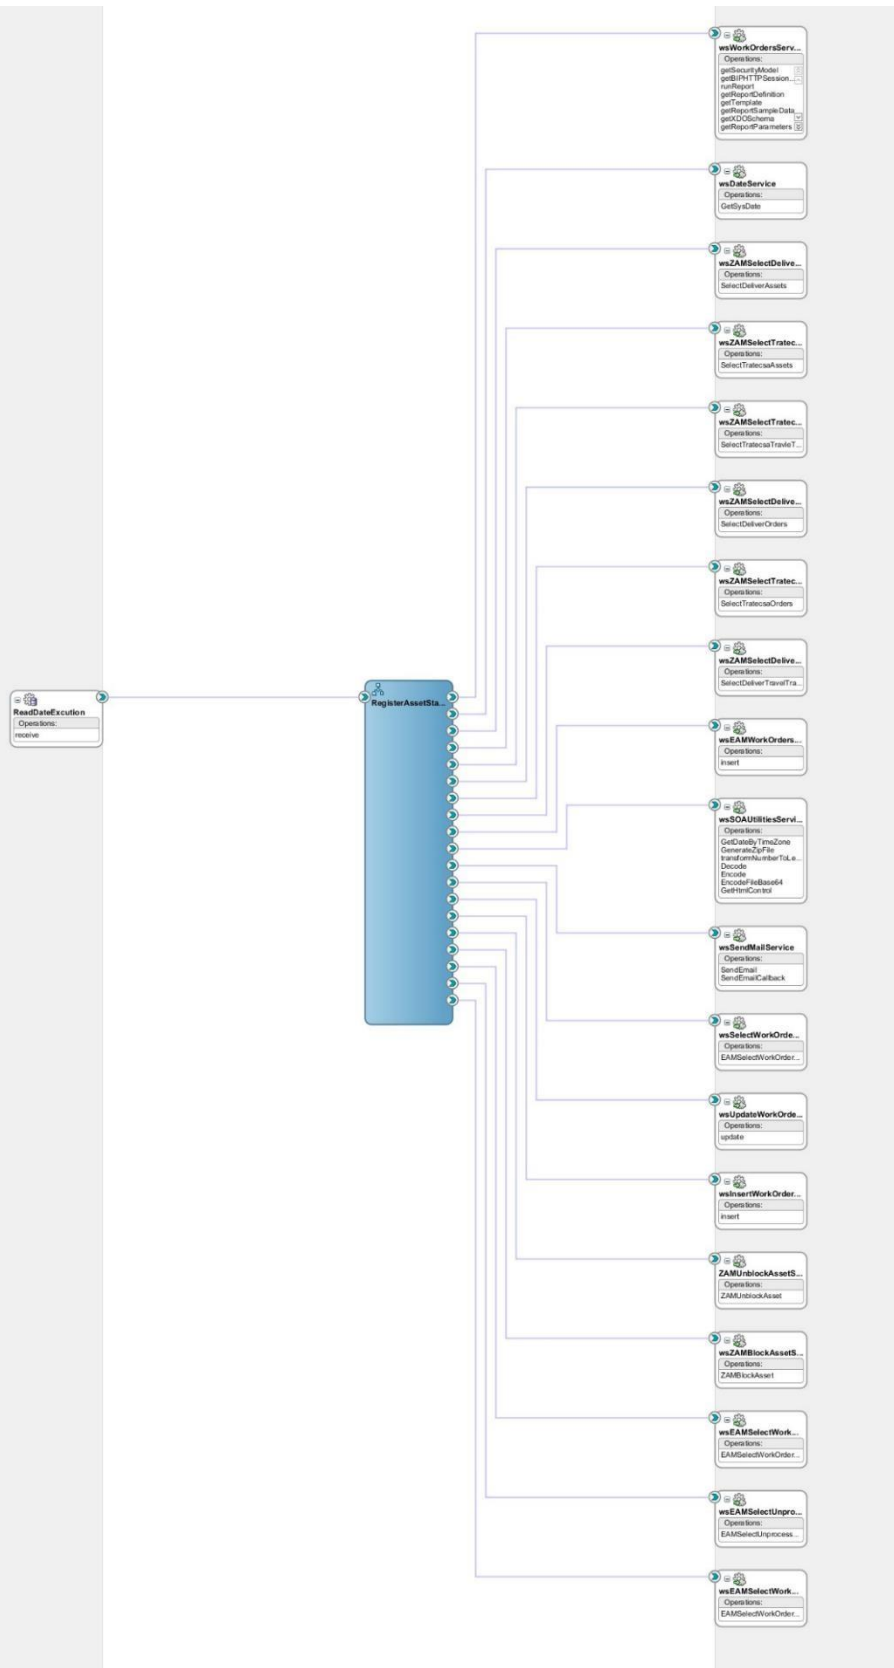 wsWorkOrdersServ...
Operations:
getSecurityModel
getBIPHTTPSession...
runReport
getReportDefinition
getTemplate
getReportSampleData
getXDOSchema
getReportParameters
wsDateService
Operations:
GetSysDate
wsZAMSelectDelive...
Operations:
SelectDeliverAssets
wsZAMSelectTratec...
Operations:
SelectTratecsaAssets
wsZAMSelectTratec...
Operations:
SelectTratecsaTravleT...
wsZAMSelectDelive...
Operations:
SelectDeliverOrders
wsZAMSelectTratec...
Operations:
SelectTratecsaOrders
wsZAMSelectDelive...
Operations:
SelectDeliverTravelTra...
ReadDateExcution
Operations:
receive
RegisterAssetSta...
wsEAMWorkOrders...
Operations:
insert
wsSOAUtilitiesServi...
Operations:
GetDateByTimeZone
GenerateZipFile
transformNumberToLe...
Decode
Encode
EncodeFileBase64
GetHtmlControl
wsSendMailService
Operations:
SendEmail
SendEmailCallback
wsSelectWorkOrde...
Operations:
EAMSelectWorkOrder...
wsUpdateWorkOrde...
Operations:
update
wsInsertWorkOrder...
Operations:
insert
ZAMUnblockAssetS...
Operations:
ZAMUnblockAsset
wsZAMBlockAssetS...
Operations:
ZAMBlockAsset
wsEAMSelectWork...
Operations:
EAMSelectWorkOrder...
wsEAMSelectUnpro...
Operations:
EAMSelectUnprocess...
wsEAMSelectWork...
Operations:
EAMSelectWorkOrder...